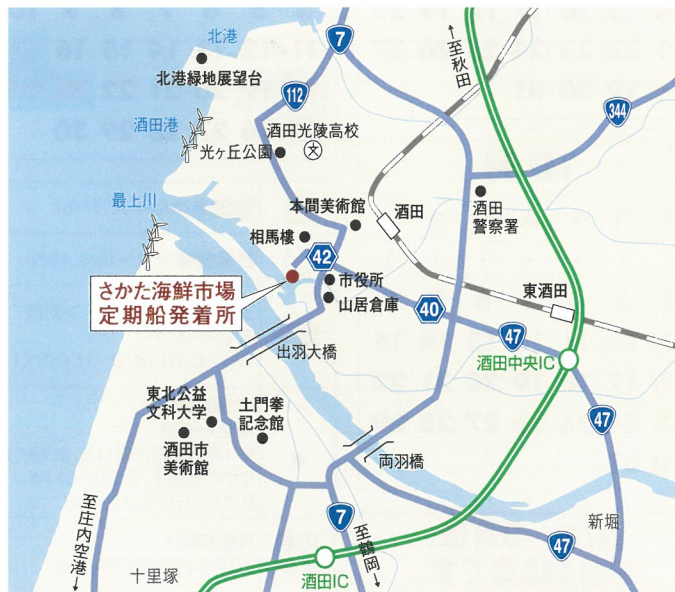 北港
北港緑地展望台
7
←至秋田
112
344
酒田港
酒田光陵高校
文
光ヶ丘公園
最上川
本間美術館
酒田
酒田
警察署
相馬樓
42
さかた海鮮市場
定期船発着所
市役所
山居倉庫
40
東酒田
47
出羽大橋
酒田中央IC
東北公益
文科大学
土門拳
記念館
酒田市
美術館
47
両羽橋
至庄内空港→
7
至鶴岡→
新堀
47
十里塚
酒田IC